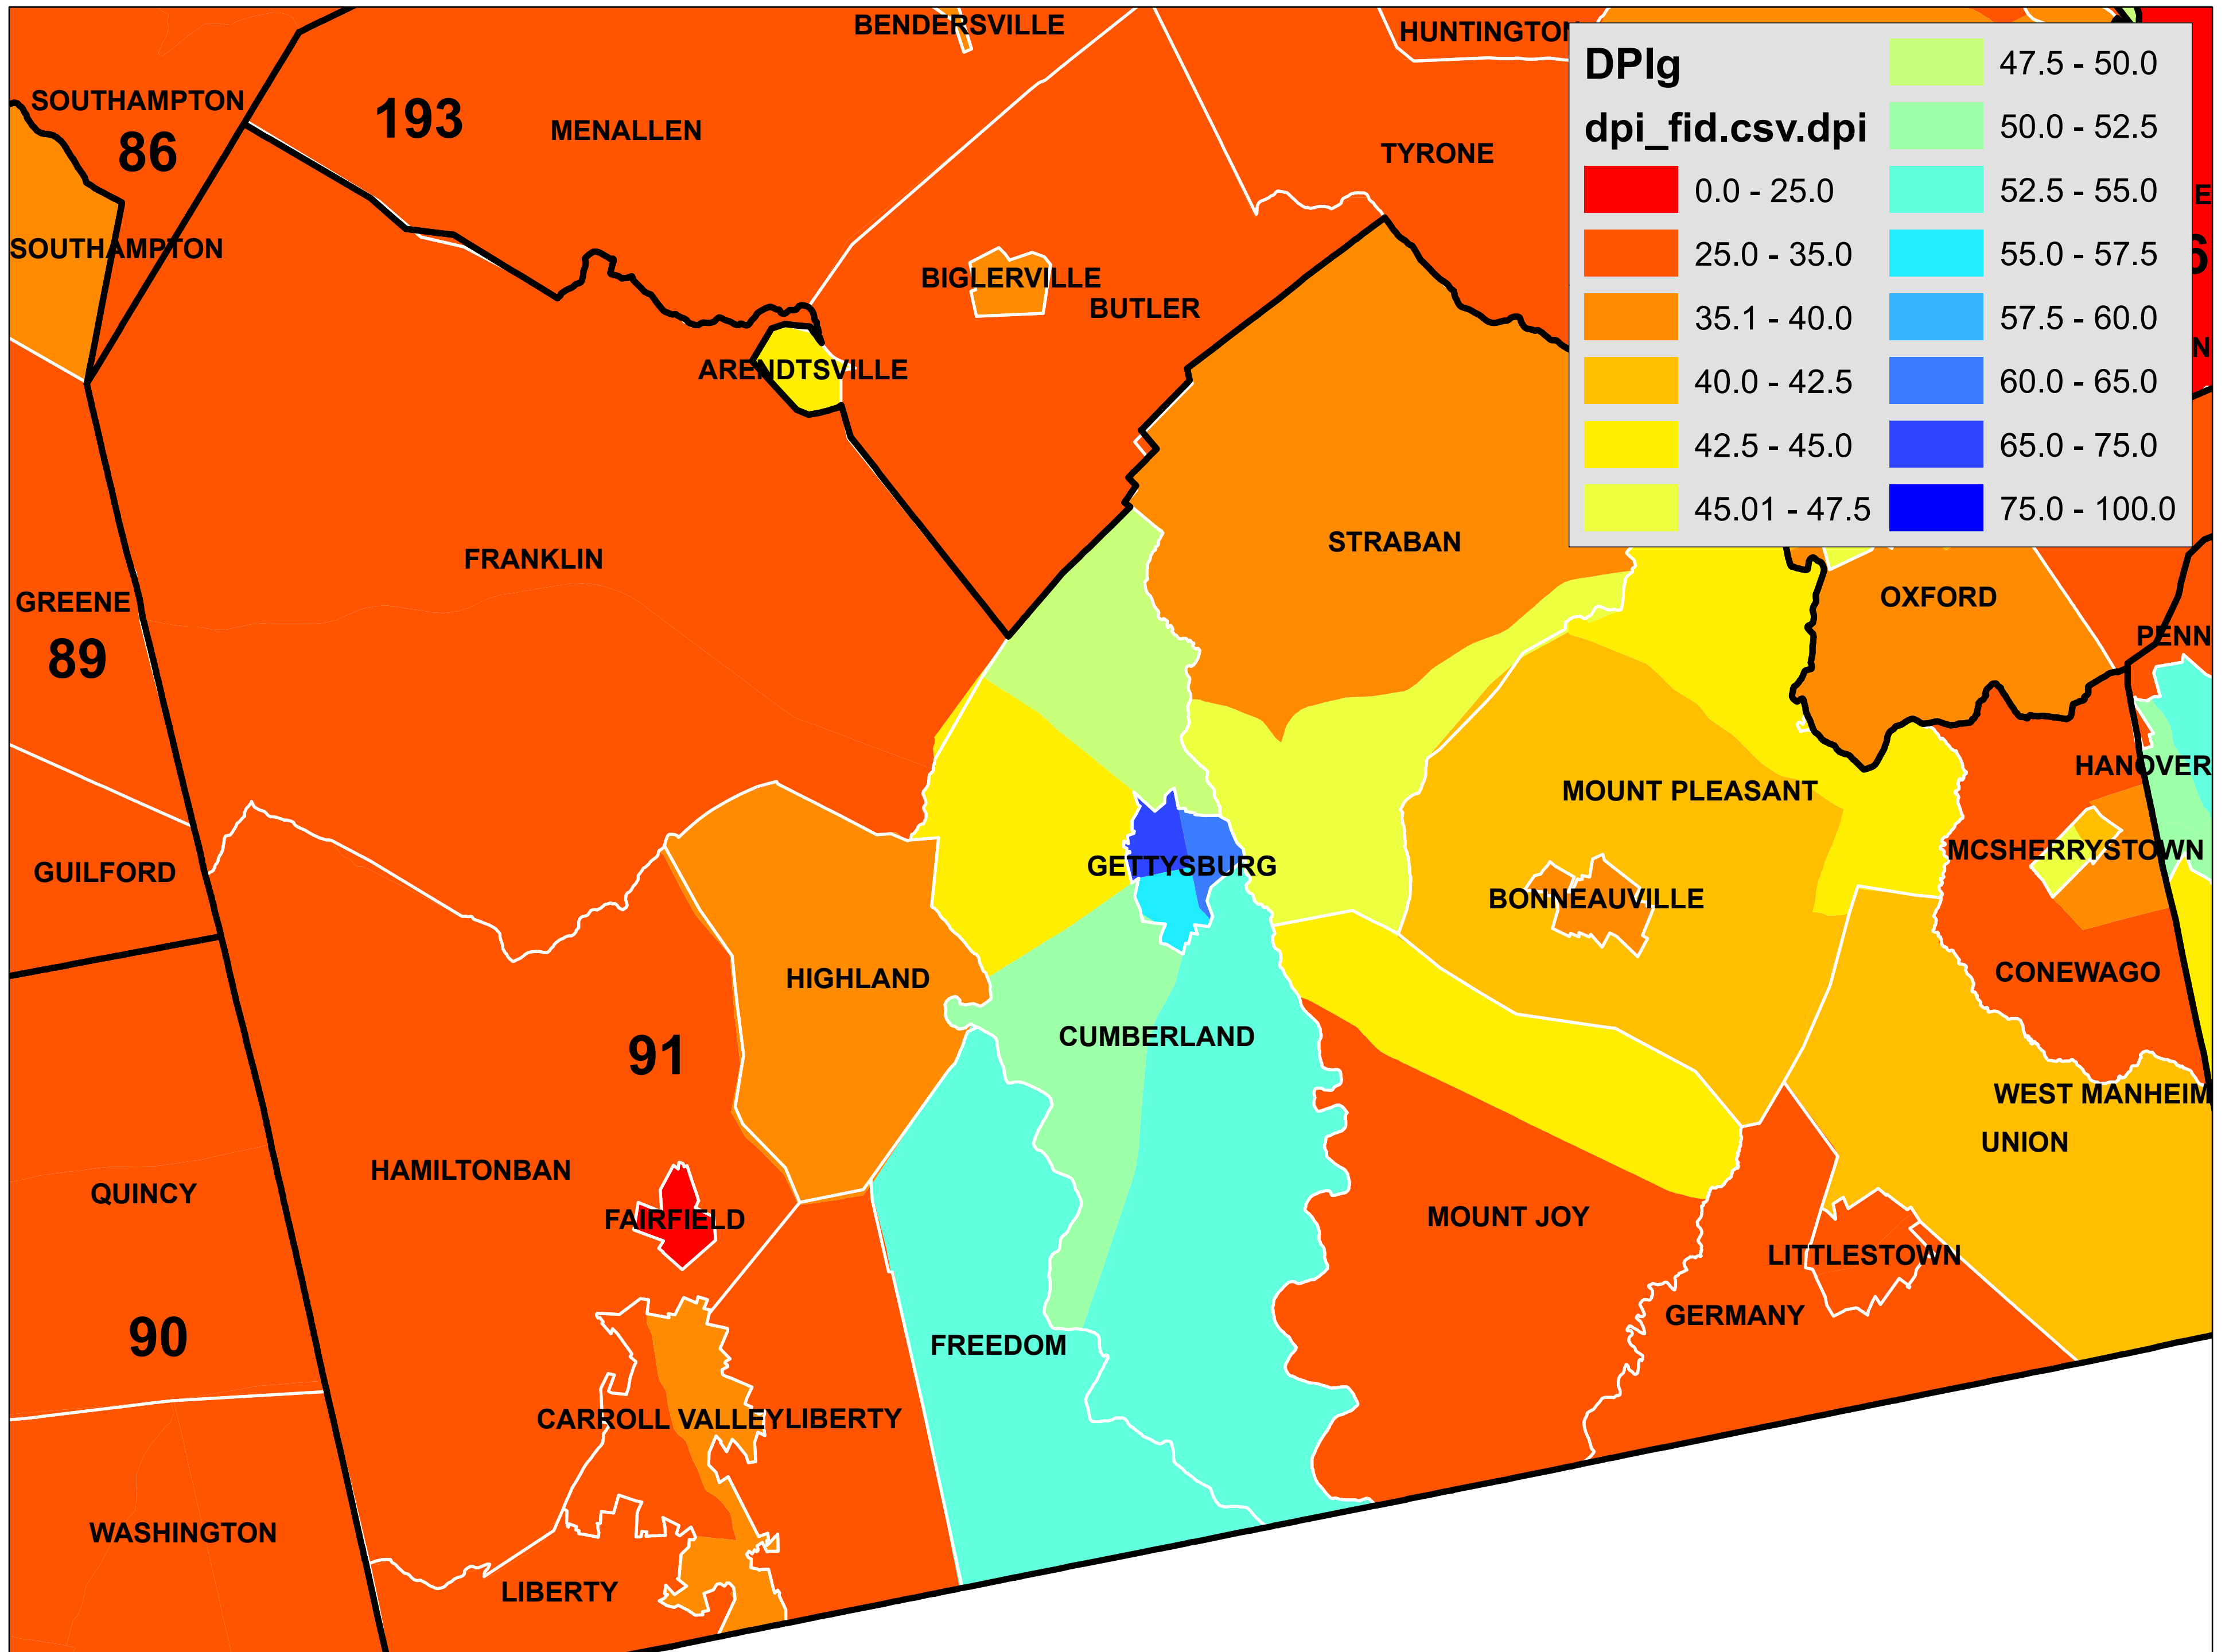 BENDERSVILLE
HUNTINGTON
SOUTHAMPTON
86
193
MENALLEN
TYRONE
SOUTHAMPTON
BIGLERVILLE
BUTLER
ARENDTSVILLE
DPIg
dpi_fid.csv.dpi
0.0 - 25.0
25.0 - 35.0
35.1 - 40.0
40.0 - 42.5
42.5 - 45.0
45.01 - 47.5
47.5 - 50.0
50.0 - 52.5
52.5 - 55.0
55.0 - 57.5
57.5 - 60.0
60.0 - 65.0
65.0 - 75.0
75.0 - 100.0
E
6
N
STRABAN
FRANKLIN
GREENE
89
OXFORD
PENN
HANOVER
MOUNT PLEASANT
GUILFORD
GETTYSBURG
MCSHERRYSTOWN
BONNEAUVILLE
HIGHLAND
CONEWAGO
CUMBERLAND
91
WEST MANHEIM
UNION
HAMILTONBAN
QUINCY
FAIRFIELD
MOUNT JOY
LITTLESTOWN
GERMANY
90
FREEDOM
CARROLL VALLEY
LIBERTY
WASHINGTON
LIBERTY